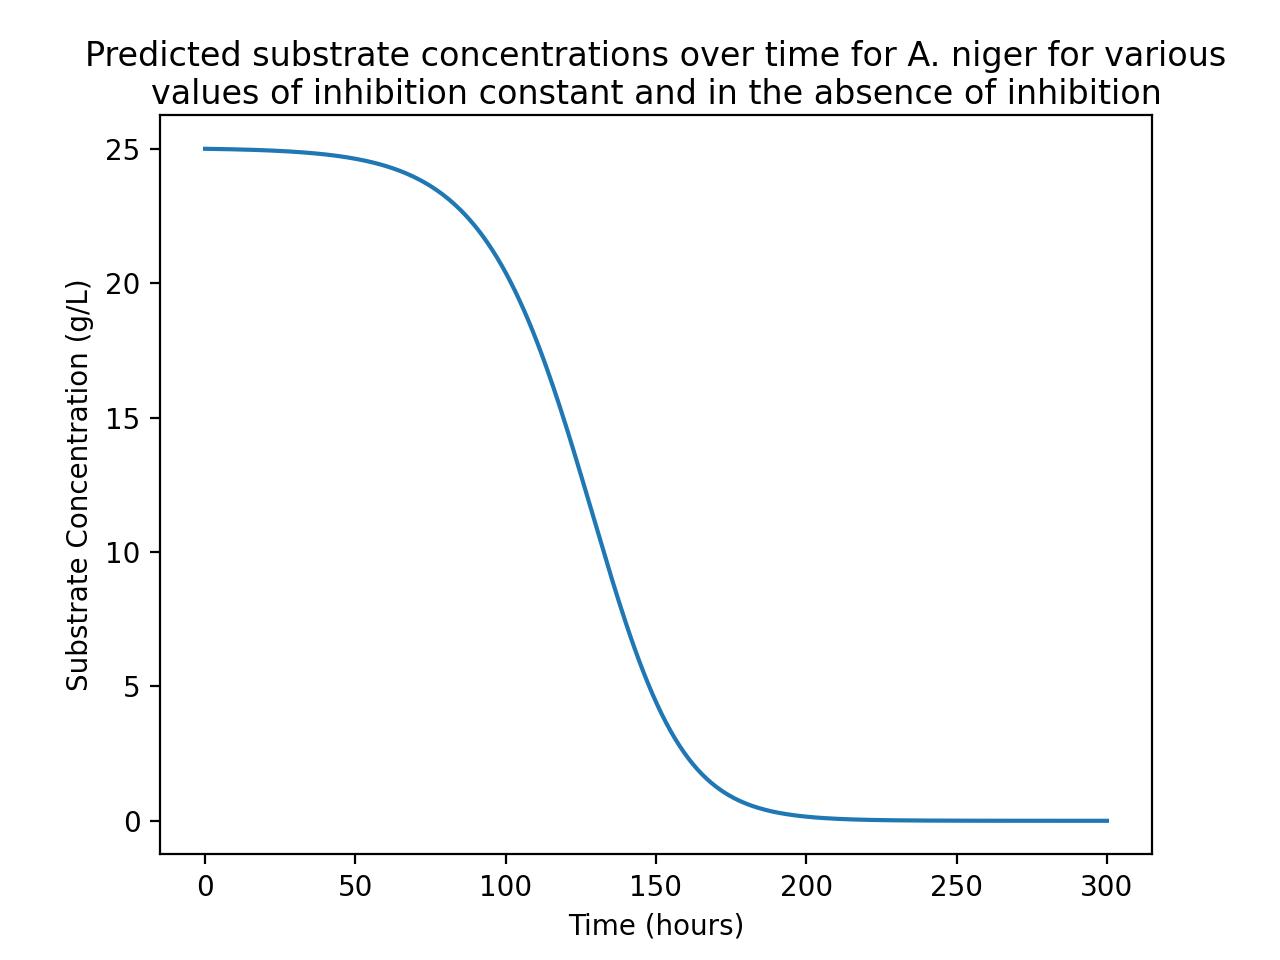 Predicted substrate concentrations over time for A. niger for various
values of inhibition constant and in the absence of inhibition
25
20
15
10
5
0
Substrate Concentration (g/L)
0 50 100 150 200 250 300
Time (hours)